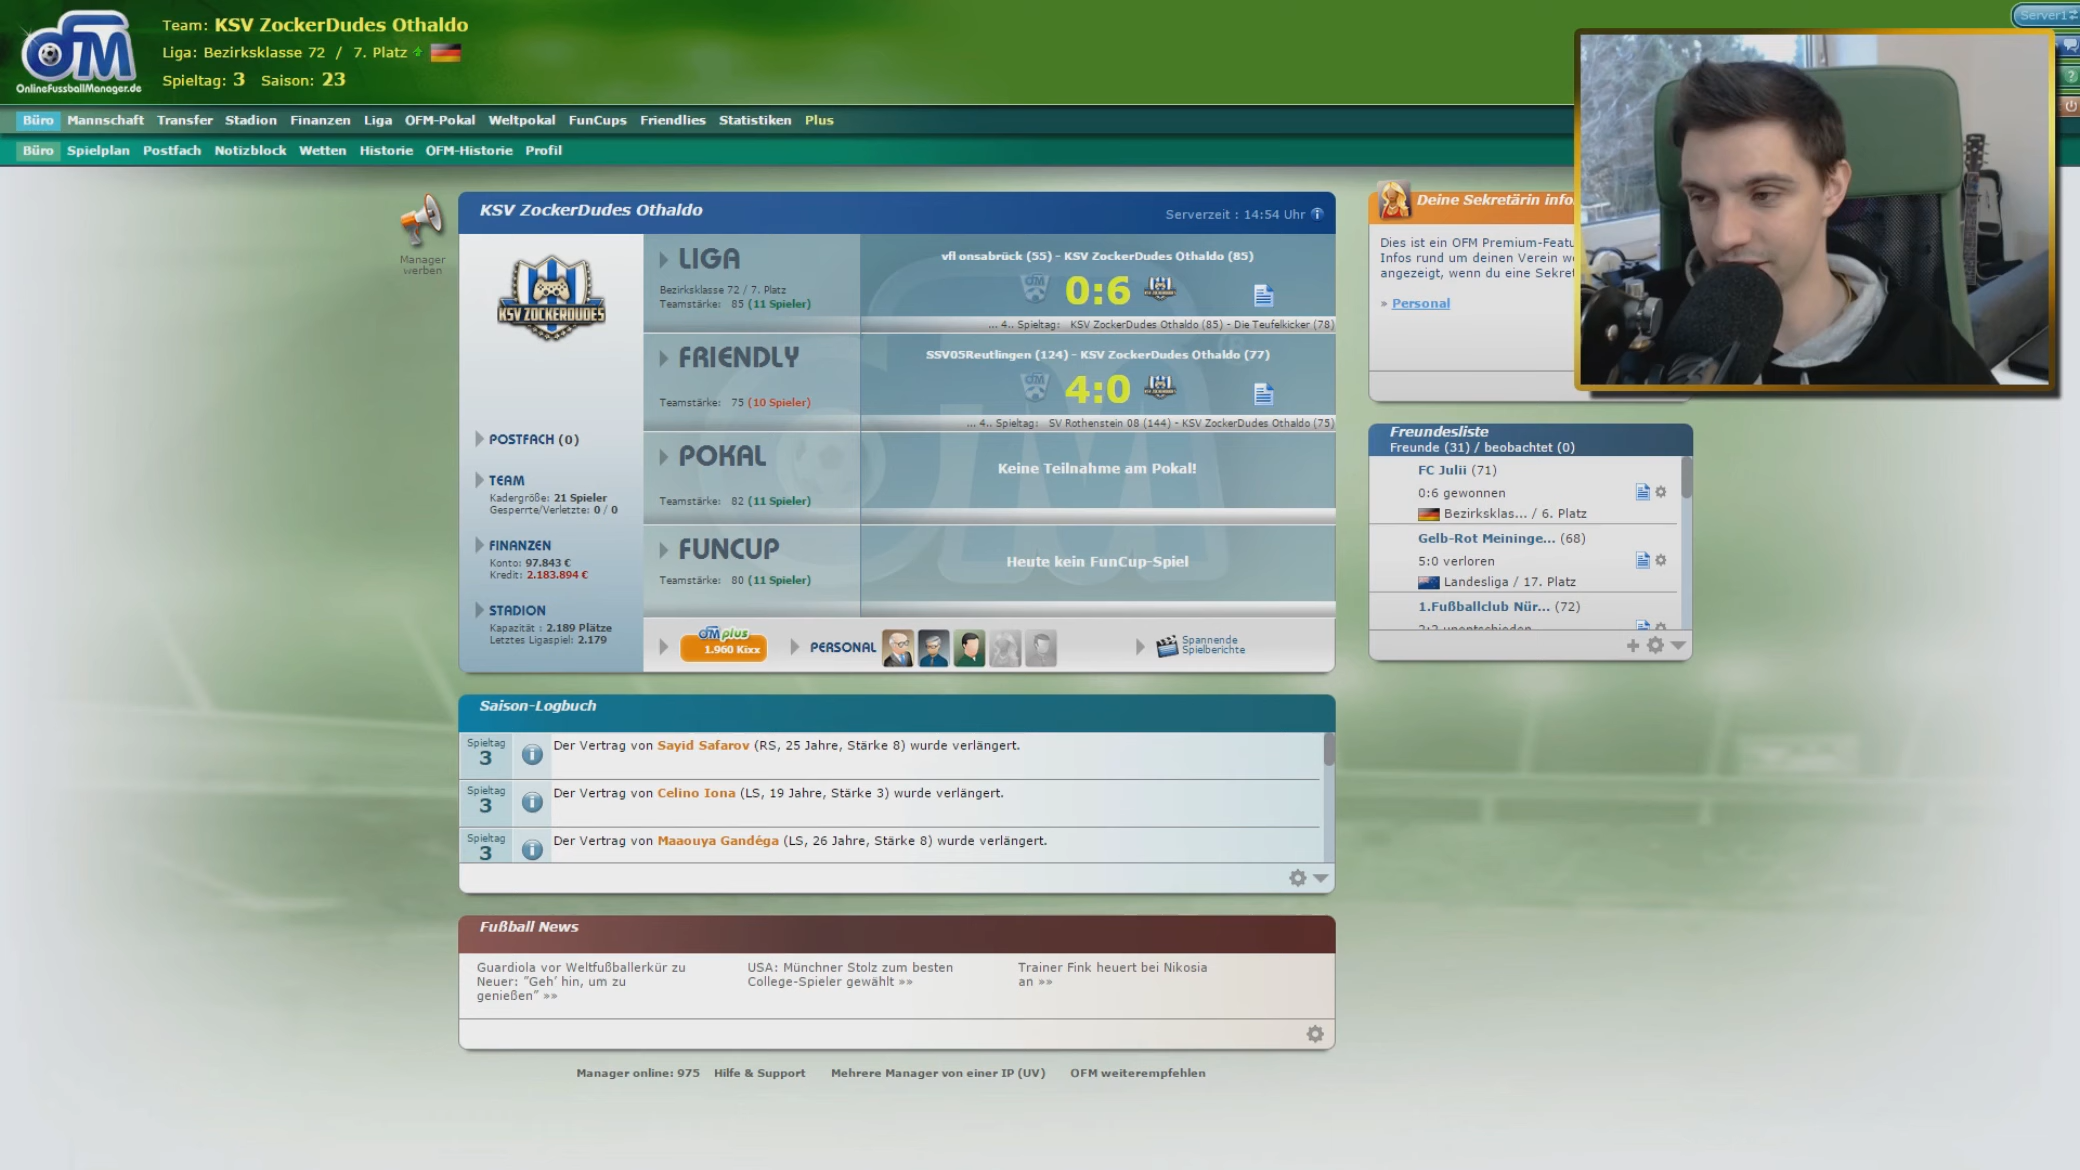 Team: KSV ZockerDudes Othaldo
Liga: Bezirksklasse 72 / 7. Platz
Spieltag: 3 Saison: 23
OFM
OnlineFussballManager.de
Server1
Büro Mannschaft Transfer Stadion Finanzen Liga OFM-Pokal Weltpokal FunCups Friendlies Statistiken Plus
Büro Spielplan Postfach Notizblock Wetten Historie OFM-Historie Profil
Manager
werben
KSV ZockerDudes Othaldo
Serverzeit : 14:54 Uhr
KSV ZOCKERDUDES
POSTFACH (0)
TEAM
Kadergröße: 21 Spieler
Gesperrte/Verletzte: 0 / 0
FINANZEN
Konto: 97.843 €
Kredit: 2.183.894 €
STADION
Kapazität : 2.189 Plätze
Letztes Ligaspiel: 2.179
LIGA
Bezirksklasse 72 / 7. Platz
Teamstärke: 85 (11 Spieler)
vfl onsabrück (55) - KSV ZockerDudes Othaldo (85)
0:6
... 4.. Spieltag: KSV ZockerDudes Othaldo (85) - Die Teufelkicker (78)
FRIENDLY
Teamstärke: 75 (10 Spieler)
SSV05Reutlingen (124) - KSV ZockerDudes Othaldo (77)
4:0
... 4.. Spieltag: SV Rothenstein 08 (144) - KSV ZockerDudes Othaldo (75)
POKAL
Teamstärke: 82 (11 Spieler)
Keine Teilnahme am Pokal!
FUNCUP
Teamstärke: 80 (11 Spieler)
Heute kein FunCup-Spiel
OFM plus
1.960 Kixx
PERSONAL
Spannende
Spielberichte
Deine Sekretärin info
Dies ist ein OFM Premium-Featu
Infos rund um deinen Verein we
angezeigt, wenn du eine Sekret
» Personal
Freundesliste
Freunde (31) / beobachtet (0)
FC Julii (71)
0:6 gewonnen
Bezirksklas... / 6. Platz
Gelb-Rot Meininge... (68)
5:0 verloren
Landesliga / 17. Platz
1.Fußballclub Nür... (72)
2:2 unentschieden
Saison-Logbuch
Spieltag
3
Der Vertrag von Sayid Safarov (RS, 25 Jahre, Stärke 8) wurde verlängert.
Spieltag
3
Der Vertrag von Celino Iona (LS, 19 Jahre, Stärke 3) wurde verlängert.
Spieltag
3
Der Vertrag von Maaouya Gandéga (LS, 26 Jahre, Stärke 8) wurde verlängert.
Fußball News
Guardiola vor Weltfußballerkür zu
Neuer: "Geh' hin, um zu
genießen" »»
USA: Münchner Stolz zum besten
College-Spieler gewählt »»
Trainer Fink heuert bei Nikosia
an »»
Manager online: 975 Hilfe & Support Mehrere Manager von einer IP (UV) OFM weiterempfehlen